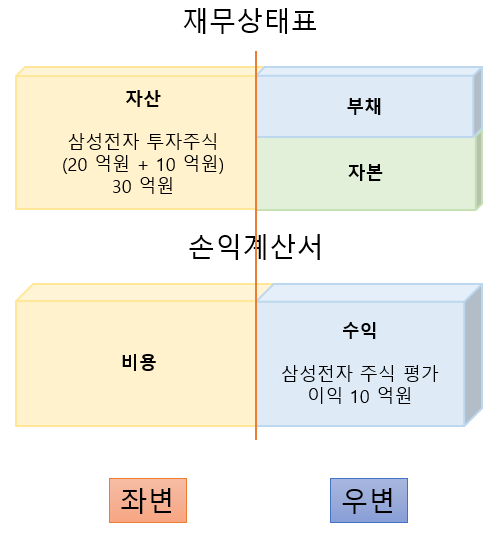 재무상태표
자산
삼성전자 투자주식
(20 억원 + 10 억원)
30 억원
부채
자본
손익계산서
비용
수익
삼성전자 주식 평가
이익 10 억원
좌변
우변